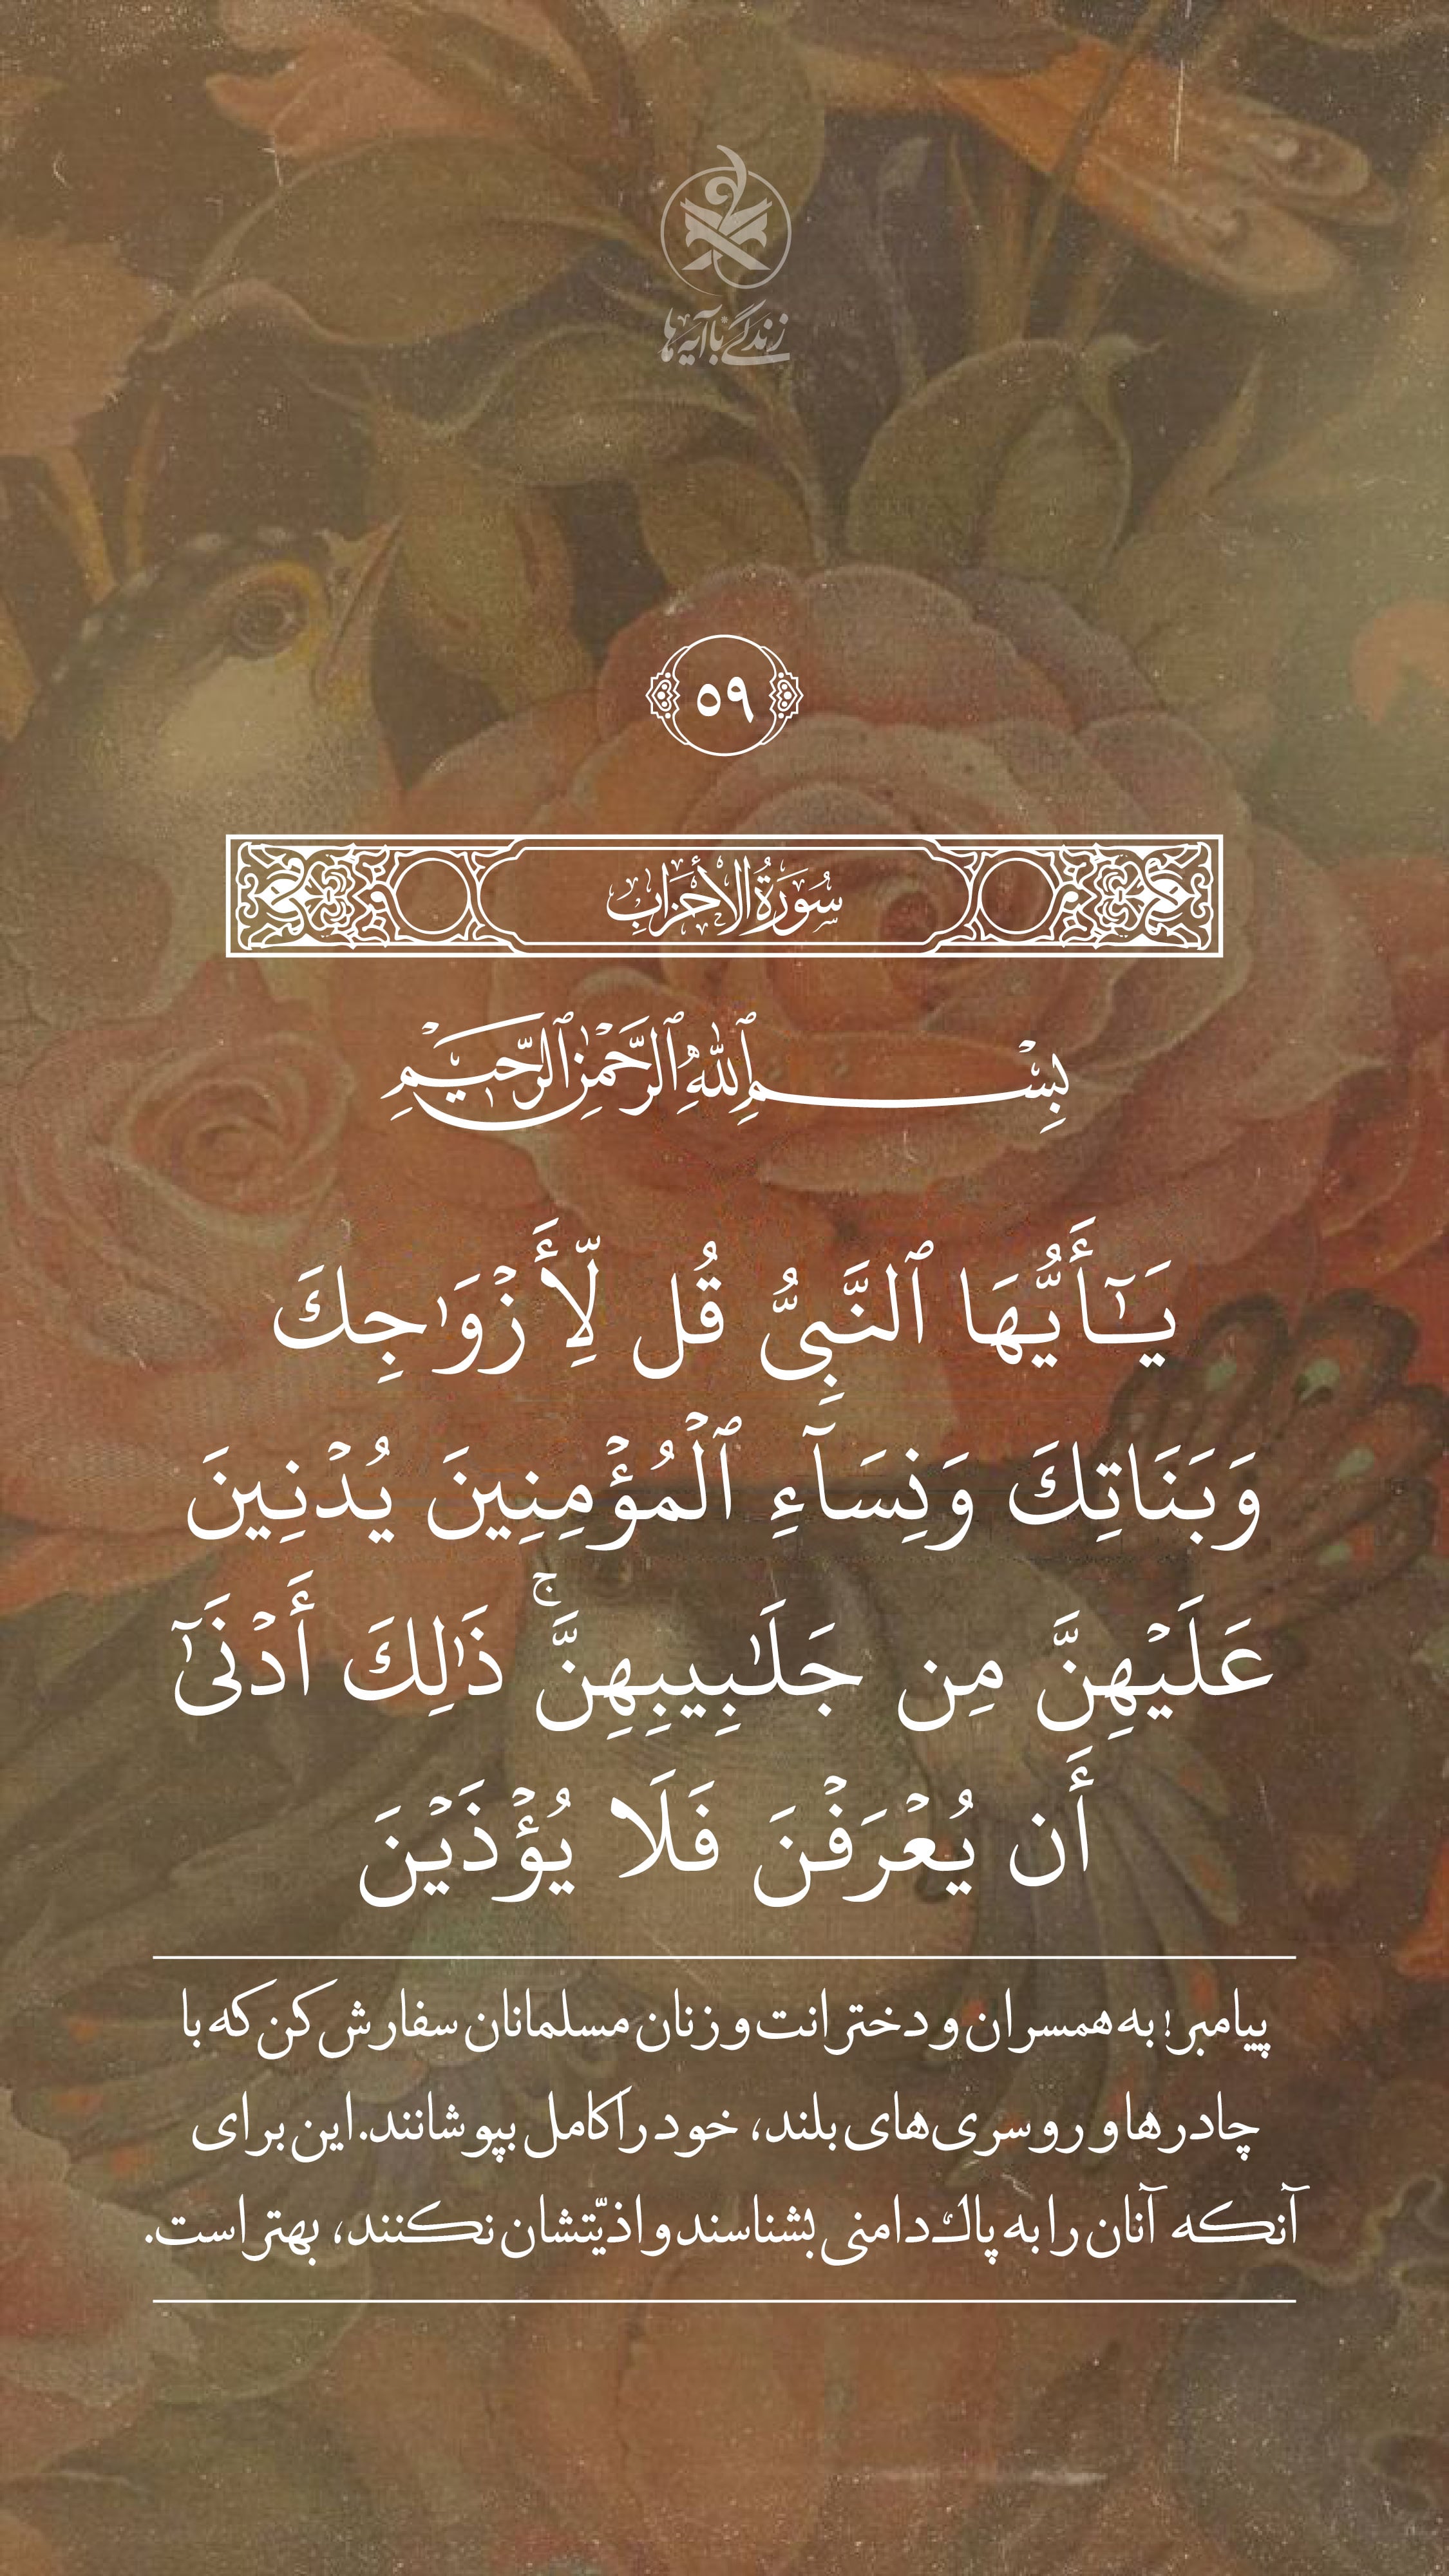 زندگی با آیه‌ها
٥٩
سُورَةُ الأَحْزَابِ
بِسْمِ ٱللَّهِ ٱلرَّحْمَٰنِ ٱلرَّحِيمِ
يَـٰٓأَيُّهَا ٱلنَّبِىُّ قُل لِّأَزْوَٰجِكَ
وَبَنَاتِكَ وَنِسَآءِ ٱلْمُؤْمِنِينَ يُدْنِينَ
عَلَيْهِنَّ مِن جَلَـٰبِيبِهِنَّ ۚ ذَٰلِكَ أَدْنَىٰٓ
أَن يُعْرَفْنَ فَلَا يُؤْذَيْنَ
پیامبر! به همسران و دخترانت و زنان مسلمانان سفارش کن که با
چادرها و روسری‌های بلند، خود را کامل بپوشانند. این برای
آنکه آنان را به پاک‌دامنی بشناسند و اذیّتشان نکنند، بهتر است.